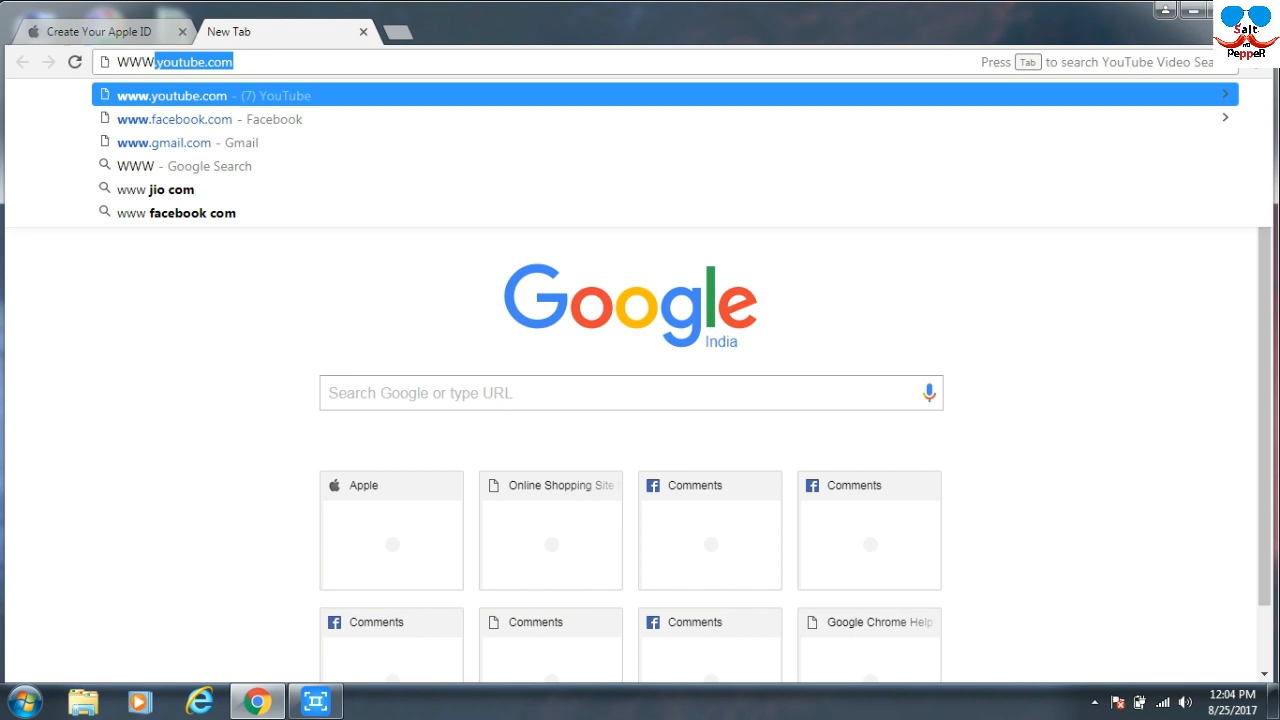 Create Your Apple ID
New Tab
Salt
and
PeppeR
WWW.youtube.com
Press Tab to search YouTube Video Sea
www.youtube.com - (7) YouTube
www.facebook.com - Facebook
www.gmail.com - Gmail
WWW - Google Search
www jio com
www facebook com
Google
India
Search Google or type URL
Apple
Online Shopping Site
Comments
Comments
Comments
Comments
Comments
Google Chrome Help
12:04 PM
8/25/2017